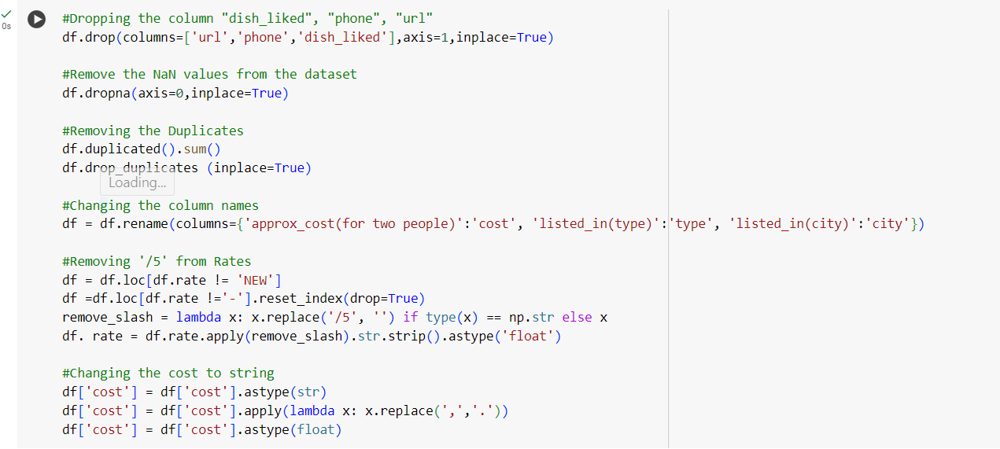 0s
#Dropping the column "dish_liked", "phone", "url"
df.drop(columns=['url','phone','dish_liked'],axis=1,inplace=True)
#Remove the NaN values from the dataset
df.dropna(axis=0,inplace=True)
#Removing the Duplicates
df.duplicated().sum()
df.drop_duplicates (inplace=True)
Loading...
#Changing the column names
df = df.rename(columns={'approx_cost(for two people)':'cost', 'listed_in(type)':'type', 'listed_in(city)':'city'})
#Removing '/5' from Rates
df = df.loc[df.rate != 'NEW']
df =df.loc[df.rate !='-'].reset_index(drop=True)
remove_slash = lambda x: x.replace('/5', '') if type(x) == np.str else x
df. rate = df.rate.apply(remove_slash).str.strip().astype('float')
#Changing the cost to string
df['cost'] = df['cost'].astype(str)
df['cost'] = df['cost'].apply(lambda x: x.replace(',','.'))
df['cost'] = df['cost'].astype(float)